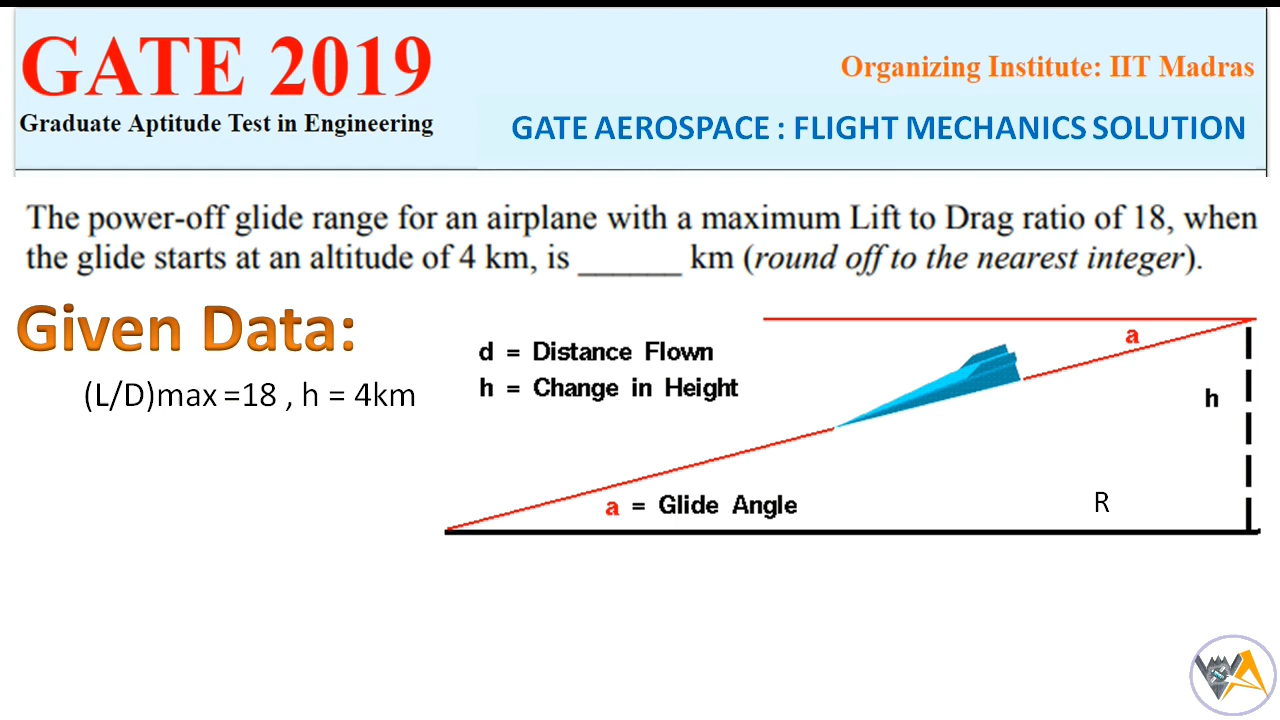 GATE 2019
Graduate Aptitude Test in Engineering
Organizing Institute: IIT Madras
GATE AEROSPACE : FLIGHT MECHANICS SOLUTION
The power-off glide range for an airplane with a maximum Lift to Drag ratio of 18, when
the glide starts at an altitude of 4 km, is ______ km (round off to the nearest integer).
Given Data:
(L/D)max =18 , h = 4km
d = Distance Flown
h = Change in Height
a
h
a = Glide Angle
R